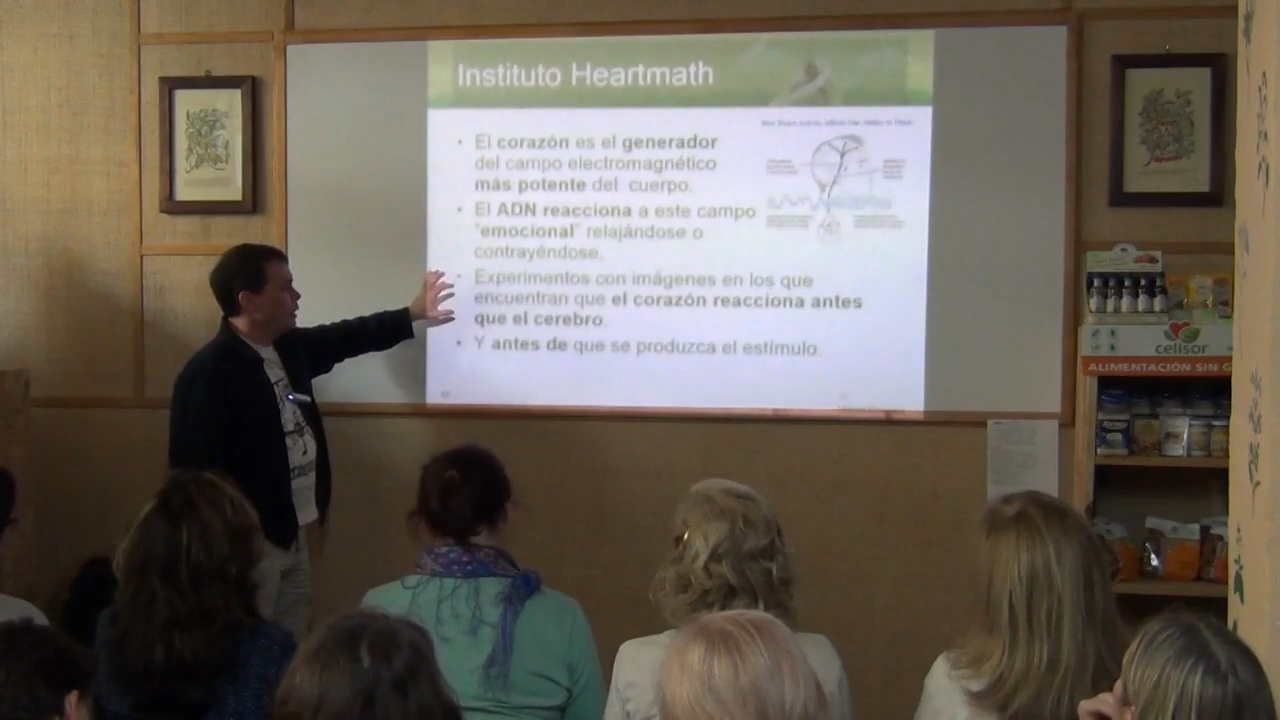 Instituto Heartmath
• El corazón es el generador
del campo electromagnético
más potente del cuerpo.
• El ADN reacciona a este campo
"emocional" relajándose o
contrayéndose.
• Experimentos con imágenes en los que
encuentran que el corazón reacciona antes
que el cerebro.
• Y antes de que se produzca el estímulo.
celisor
ALIMENTACIÓN SIN G